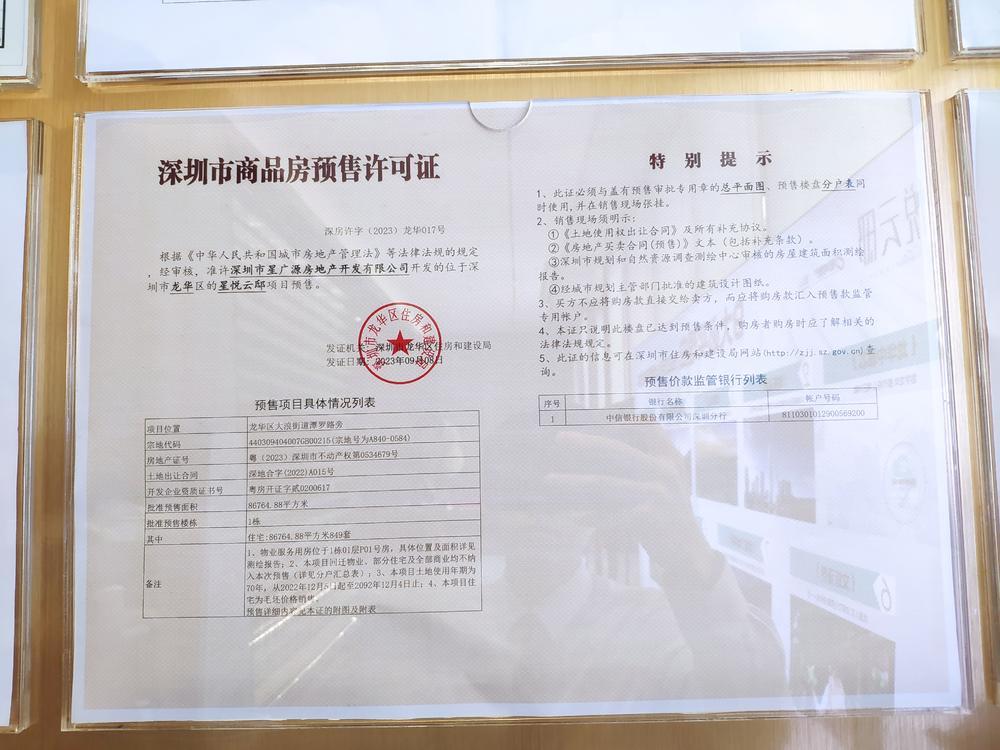 深圳市商品房预售许可证
深房许字（2023）龙华017号
根据《中华人民共和国城市房地产管理法》等法律法规的规定
，经审核，准许深圳市星广源房地产开发有限公司开发的位于深
圳市龙华区的星悦云邸项目预售。
发证机关：深圳市龙华区住房和建设局
发证日期：2023年09月08日
预售项目具体情况列表
项目位置 龙华区大浪街道潭罗路旁
宗地代码 440309404007GB00215(宗地号为A840-0584)
房地产证号 粤（2023）深圳市不动产权第0534679号
土地出让合同 深地合字(2022)A015号
开发企业资质证书号 粤房开证字贰0200617
批准预售面积 86764.88平方米
批准预售楼栋 1栋
其中 住宅:86764.88平方米849套
备注
1、物业服务用房位于1栋01层P01号房，具体位置及面积详见
测绘报告；2、本项目回迁物业、部分住宅及全部商业均不纳
入本次预售（详见分户汇总表）；3、本项目土地使用年期为
70年，从2022年12月5日起至2092年12月4日止；4、本项目住
宅为毛坯价格销售。
预售详细内容见本证的附图及附表
特别提示
1、此证必须与盖有预售审批专用章的总平面图、预售楼盘分户表同
时使用,并在销售现场张挂。
2、销售现场须明示：
①《土地使用权出让合同》及所有补充协议。
②《房地产买卖合同(预售)》文本（包括补充条款）。
③深圳市规划和自然资源调查测绘中心审核的房屋建筑面积测绘
报告。
④经城市规划主管部门批准的建筑设计图纸。
3、买方不应将购房款直接交给卖方，而应将购房款汇入预售款监管
专用帐户。
4、本证只说明此楼盘已达到预售条件，购房者购房时应了解相关的
法律法规规定。
5、此证的信息可在深圳市住房和建设局网站(http://zjj.sz.gov.cn)查
询。
预售价款监管银行列表
序号 银行名称 帐户号码
1 中信银行股份有限公司深圳分行 8110301012900569200